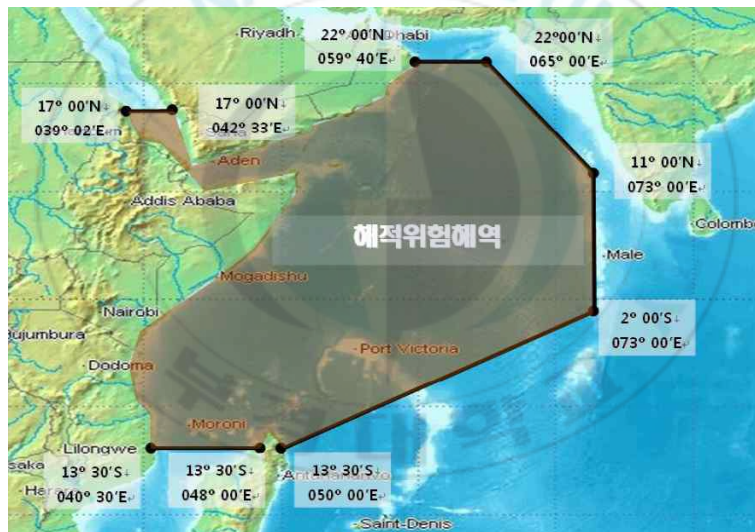 Riyadh
Dhabi
22° 00′N
059° 40′E
22°00′N
065° 00′E
17° 00′N
039° 02′E
17° 00′N
042° 33′E
Aden
11° 00′N
073° 00′E
Addis Ababa
Colomb
해적위험해역
Male
Mogadishu
Nairobi
Bujumbura
2° 00′S
073° 00′E
Port Victoria
Dodoma
Moroni
Lilongwe
13° 30′S
040° 30′E
13° 30′S
048° 00′E
13° 30′S
050° 00′E
Saint-Denis